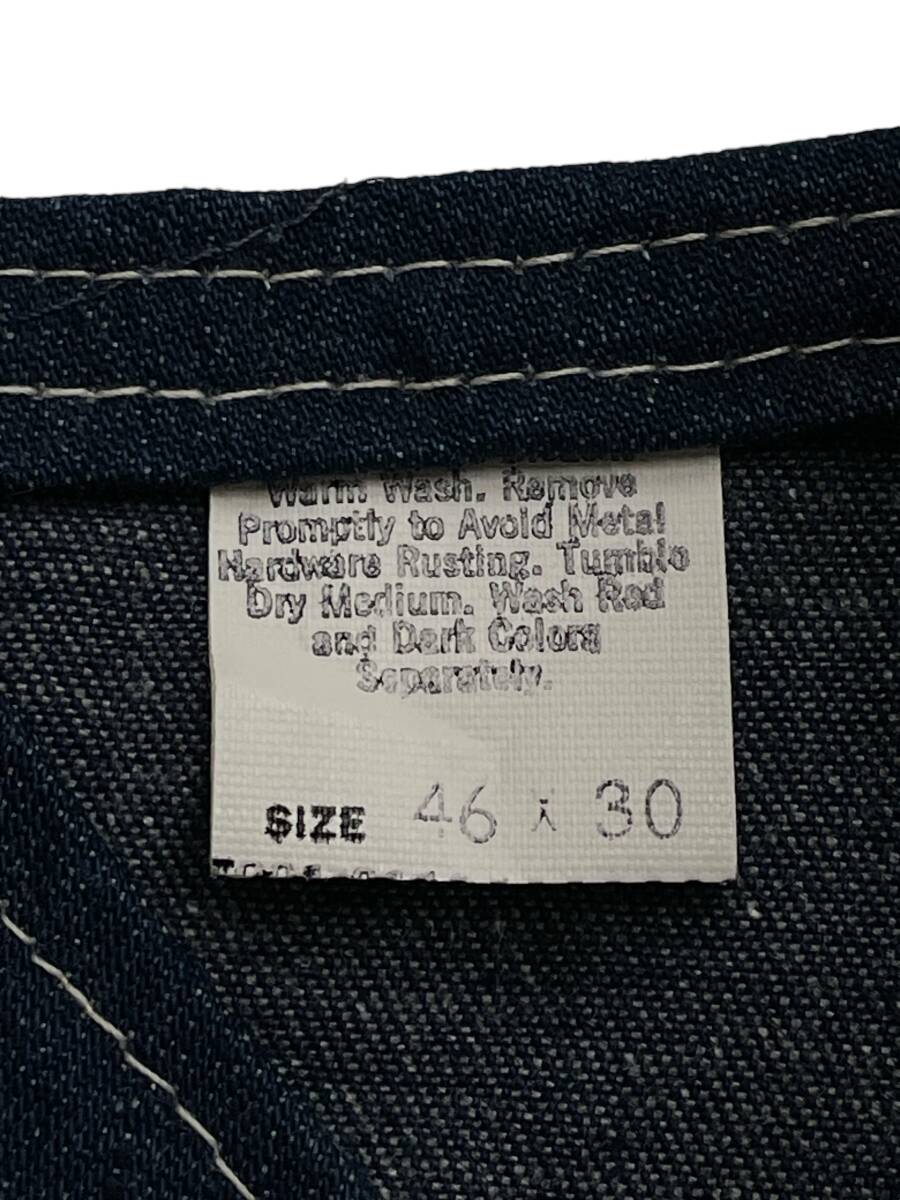 Warm Wash. Remove
Promptly to Avoid Metal
Hardware Rusting. Tumble
Dry Medium. Wash Red
and Dark Colors
Separately.
SIZE 46 x 30